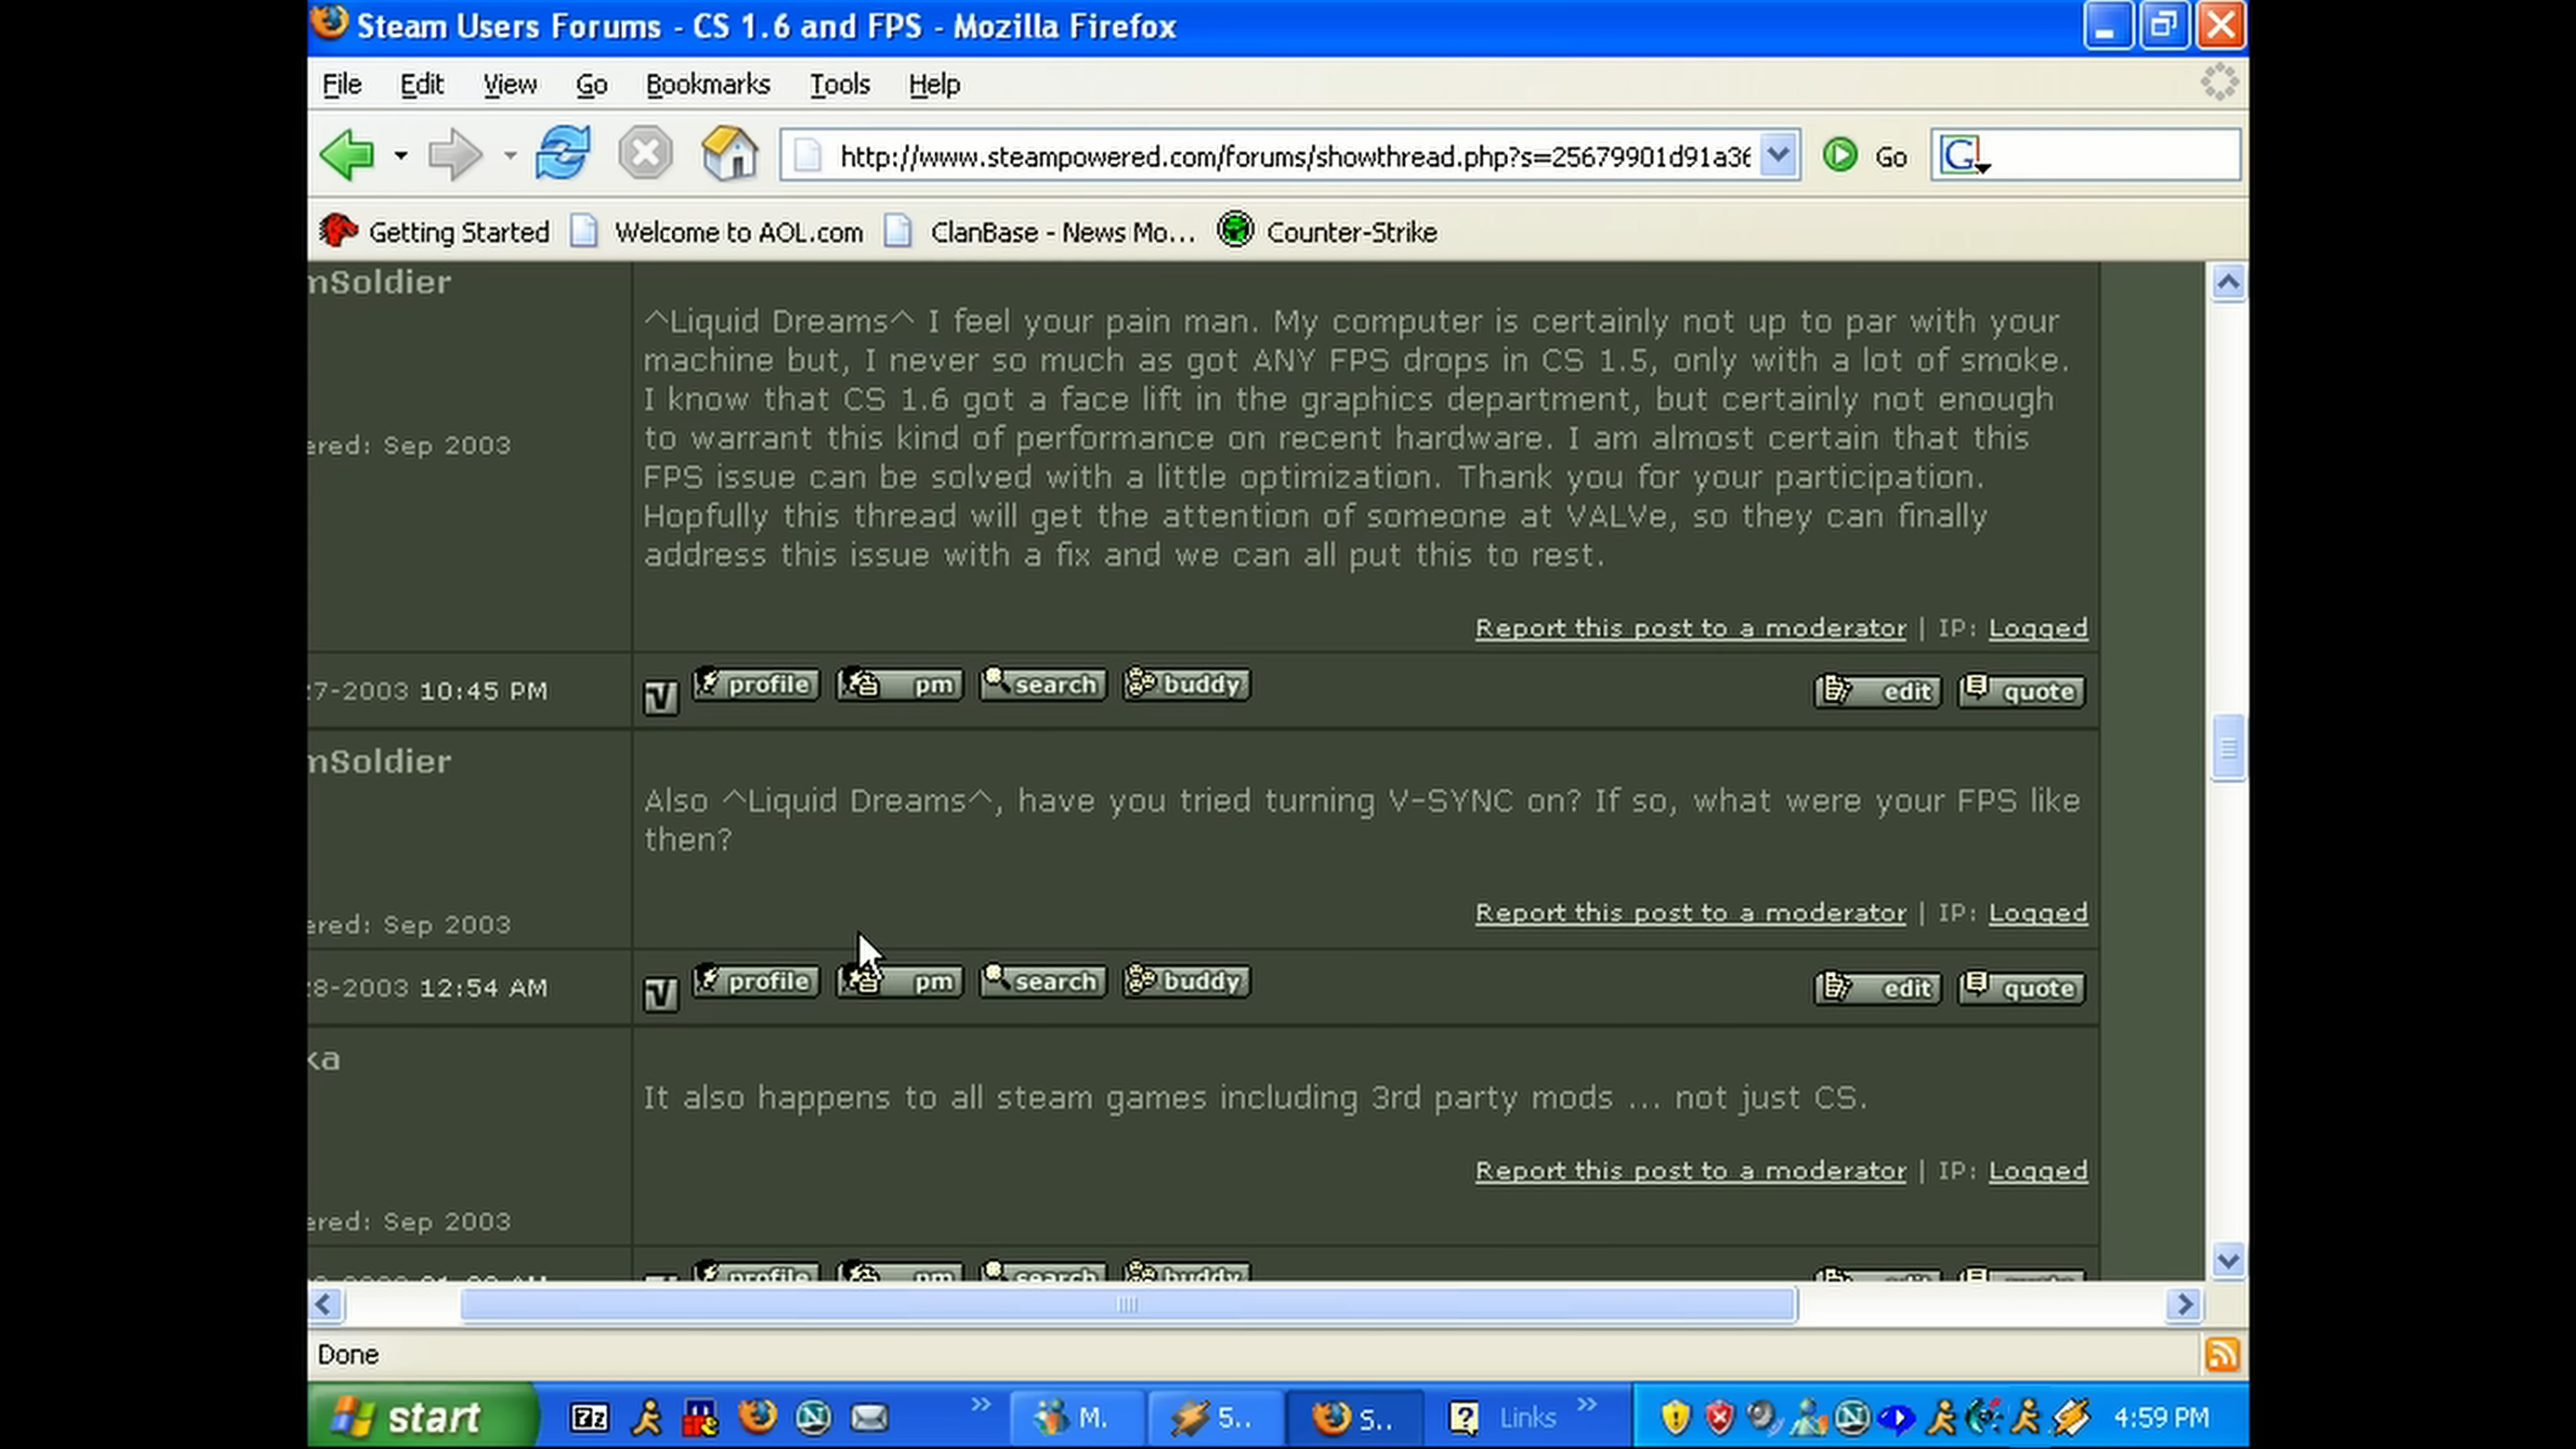 Steam Users Forums - CS 1.6 and FPS - Mozilla Firefox
File Edit View Go Bookmarks Tools Help
http://www.steampowered.com/forums/showthread.php?s=25679901d91a36 Go G
Getting Started Welcome to AOL.com ClanBase - News Mo... Counter-Strike
mSoldier
^Liquid Dreams^ I feel your pain man. My computer is certainly not up to par with your
machine but, I never so much as got ANY FPS drops in CS 1.5, only with a lot of smoke.
I know that CS 1.6 got a face lift in the graphics department, but certainly not enough
to warrant this kind of performance on recent hardware. I am almost certain that this
ered: Sep 2003
FPS issue can be solved with a little optimization. Thank you for your participation.
Hopfully this thread will get the attention of someone at VALVe, so they can finally
address this issue with a fix and we can all put this to rest.
Report this post to a moderator | IP: Logged
27-2003 10:45 PM V profile pm search buddy edit quote
mSoldier
Also ^Liquid Dreams^, have you tried turning V-SYNC on? If so, what were your FPS like
then?
ered: Sep 2003
Report this post to a moderator | IP: Logged
28-2003 12:54 AM V profile pm search buddy edit quote
ka
It also happens to all steam games including 3rd party mods ... not just CS.
Report this post to a moderator | IP: Logged
ered: Sep 2003
profile pm search buddy edit quote
Done
start 7z N M. 5.. S.. ? Links N 4:59 PM